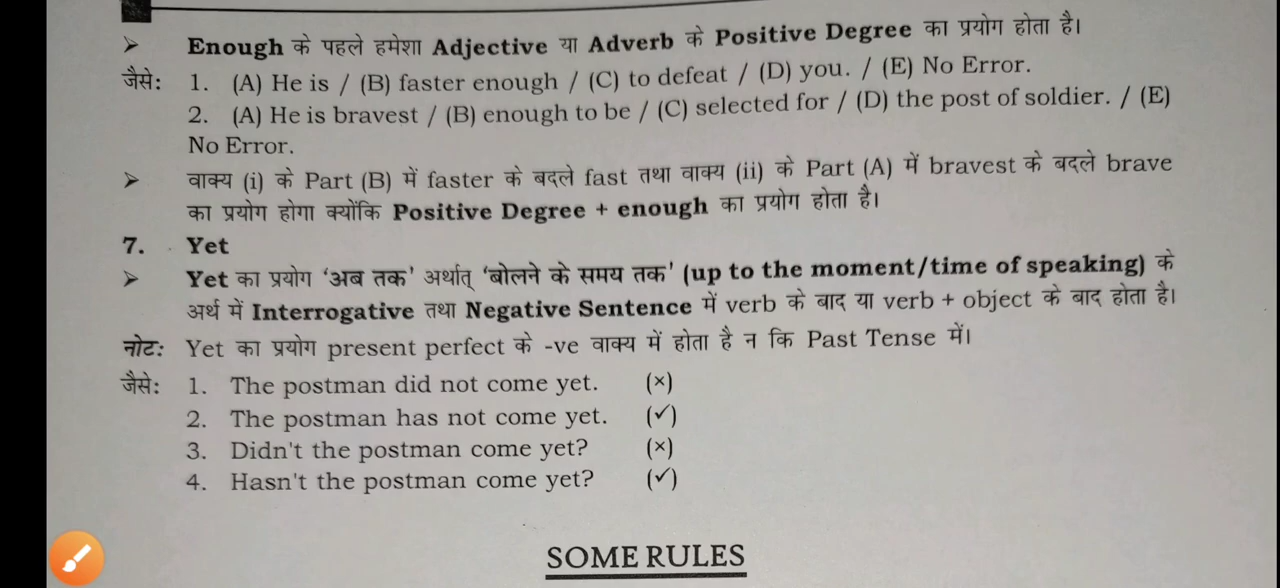 ➢ Enough के पहले हमेशा Adjective या Adverb के Positive Degree का प्रयोग होता है।
जैसे: 1. (A) He is / (B) faster enough / (C) to defeat / (D) you. / (E) No Error.
2. (A) He is bravest / (B) enough to be / (C) selected for / (D) the post of soldier. / (E)
No Error.
➢ वाक्य (i) के Part (B) में faster के बदले fast तथा वाक्य (ii) के Part (A) में bravest के बदले brave
का प्रयोग होगा क्योंकि Positive Degree + enough का प्रयोग होता है।
7. Yet
➢ Yet का प्रयोग ‘अब तक’ अर्थात् ‘बोलने के समय तक’ (up to the moment/time of speaking) के
अर्थ में Interrogative तथा Negative Sentence में verb के बाद या verb + object के बाद होता है।
नोट: Yet का प्रयोग present perfect के -ve वाक्य में होता है न कि Past Tense में।
जैसे: 1. The postman did not come yet. (×)
2. The postman has not come yet. (✓)
3. Didn't the postman come yet? (×)
4. Hasn't the postman come yet? (✓)
SOME RULES